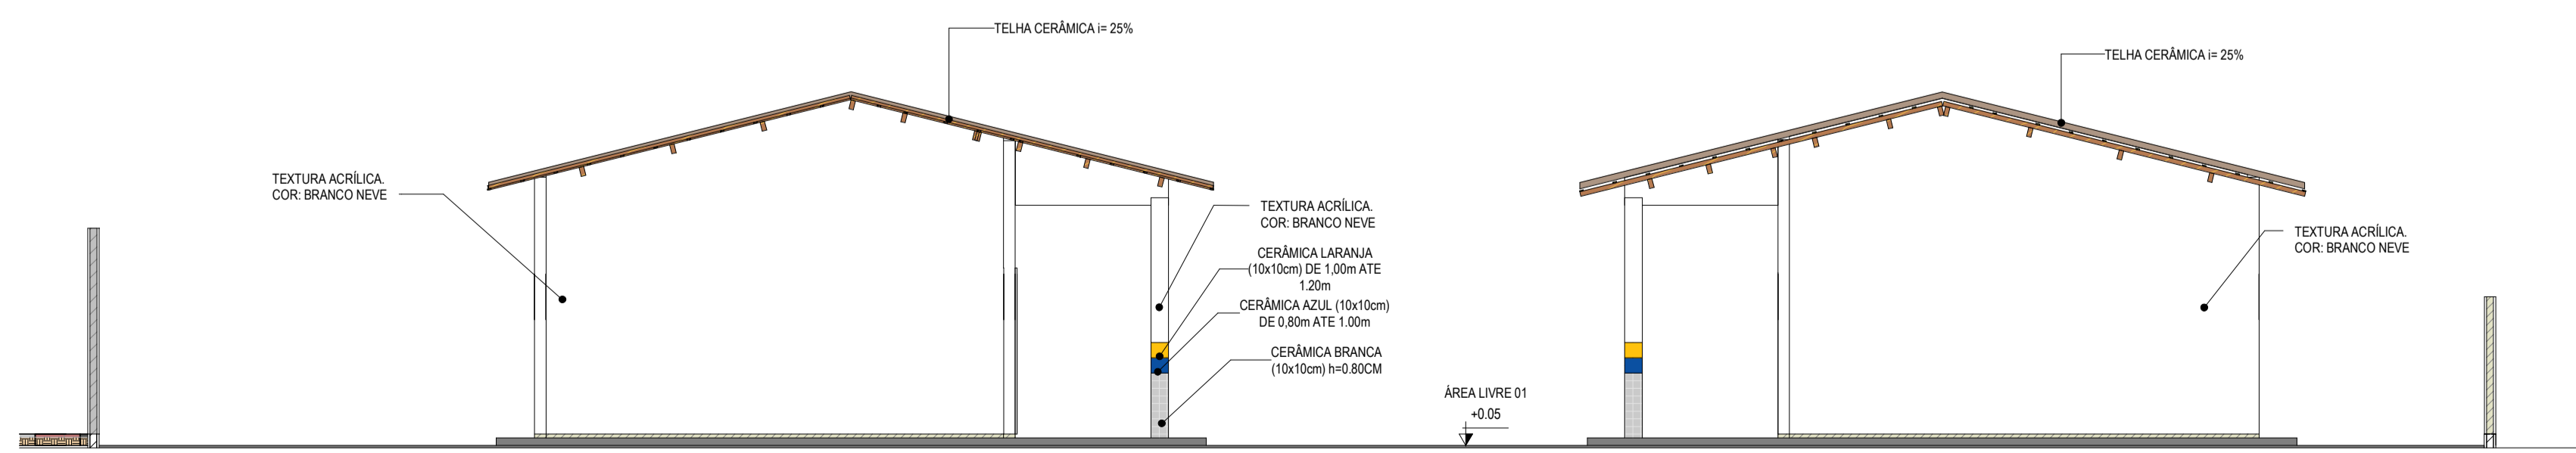 TELHA CERÂMICA i= 25%
TELHA CERÂMICA i= 25%
TEXTURA ACRÍLICA.
COR: BRANCO NEVE
TEXTURA ACRÍLICA.
COR: BRANCO NEVE
CERÂMICA LARANJA
(10x10cm) DE 1,00m ATE
1.20m
CERÂMICA AZUL (10x10cm)
DE 0,80m ATE 1.00m
CERÂMICA BRANCA
(10x10cm) h=0.80CM
ÁREA LIVRE 01
+0.05
TEXTURA ACRÍLICA.
COR: BRANCO NEVE